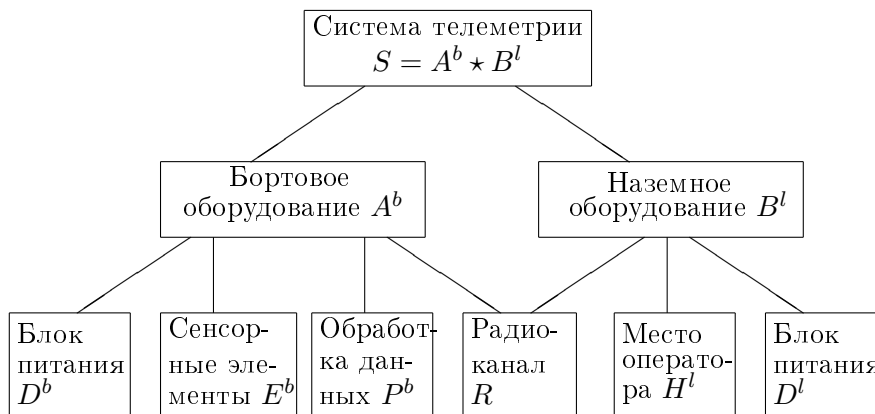 Система телеметрии
S = A^b ⋆ B^l
Бортовое
оборудование A^b
Наземное
оборудование B^l
Блок
питания
D^b
Сенсор-
ные эле-
менты E^b
Обработ-
ка дан-
ных P^b
Радио-
канал
R
Место
операто-
ра H^l
Блок
питания
D^l